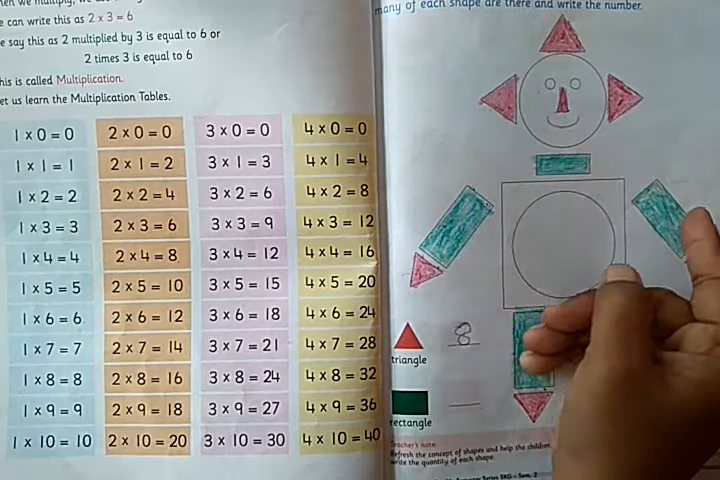 e can write this as 2 x 3 = 6
e say this as 2 multiplied by 3 is equal to 6 or
2 times 3 is equal to 6
his is called Multiplication.
et us learn the Multiplication Tables.
1 x 0 = 0 2 x 0 = 0 3 x 0 = 0 4 x 0 = 0
1 x 1 = 1 2 x 1 = 2 3 x 1 = 3 4 x 1 = 4
1 x 2 = 2 2 x 2 = 4 3 x 2 = 6 4 x 2 = 8
1 x 3 = 3 2 x 3 = 6 3 x 3 = 9 4 x 3 = 12
1 x 4 = 4 2 x 4 = 8 3 x 4 = 12 4 x 4 = 16
1 x 5 = 5 2 x 5 = 10 3 x 5 = 15 4 x 5 = 20
1 x 6 = 6 2 x 6 = 12 3 x 6 = 18 4 x 6 = 24
1 x 7 = 7 2 x 7 = 14 3 x 7 = 21 4 x 7 = 28
1 x 8 = 8 2 x 8 = 16 3 x 8 = 24 4 x 8 = 32
1 x 9 = 9 2 x 9 = 18 3 x 9 = 27 4 x 9 = 36
1 x 10 = 10 2 x 10 = 20 3 x 10 = 30 4 x 10 = 40
many of each shape are there and write the number.
8
triangle
rectangle
Teacher's note:
Refresh the concept of shapes and help the children
write the quantity of each shape.
Series SKG - Sem. 2